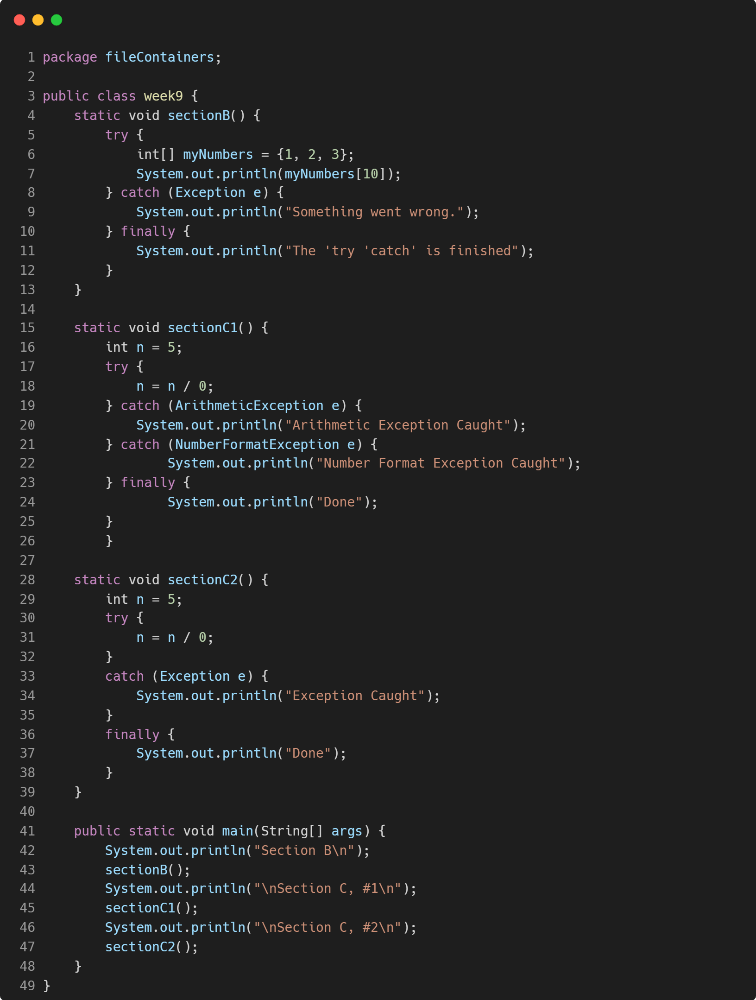 1 package fileContainers;
2
3 public class week9 {
4     static void sectionB() {
5         try {
6             int[] myNumbers = {1, 2, 3};
7             System.out.println(myNumbers[10]);
8         } catch (Exception e) {
9             System.out.println("Something went wrong.");
10         } finally {
11             System.out.println("The 'try 'catch' is finished");
12         }
13     }
14
15     static void sectionC1() {
16         int n = 5;
17         try {
18             n = n / 0;
19         } catch (ArithmeticException e) {
20             System.out.println("Arithmetic Exception Caught");
21         } catch (NumberFormatException e) {
22                 System.out.println("Number Format Exception Caught");
23         } finally {
24                 System.out.println("Done");
25         }
26         }
27
28     static void sectionC2() {
29         int n = 5;
30         try {
31             n = n / 0;
32         }
33         catch (Exception e) {
34             System.out.println("Exception Caught");
35         }
36         finally {
37             System.out.println("Done");
38         }
39     }
40
41     public static void main(String[] args) {
42         System.out.println("Section B\n");
43         sectionB();
44         System.out.println("\nSection C, #1\n");
45         sectionC1();
46         System.out.println("\nSection C, #2\n");
47         sectionC2();
48     }
49 }